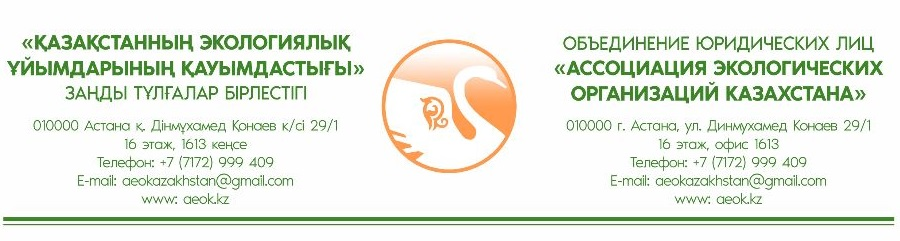 «ҚАЗАҚСТАННЫҢ ЭКОЛОГИЯЛЫҚ
ҰЙЫМДАРЫНЫҢ ҚАУЫМДАСТЫҒЫ»
ЗАҢДЫ ТҰЛҒАЛАР БІРЛЕСТІГІ
010000 Астана қ. Дінмұхамед Қонаев к/сі 29/1
16 этаж, 1613 кеңсе
Телефон: +7 (7172) 999 409
E-mail: aeokazakhstan@gmail.com
www: aeok.kz
ОБЪЕДИНЕНИЕ ЮРИДИЧЕСКИХ ЛИЦ
«АССОЦИАЦИЯ ЭКОЛОГИЧЕСКИХ
ОРГАНИЗАЦИЙ КАЗАХСТАНА»
010000 г. Астана, ул. Динмухамед Конаев 29/1
16 этаж, офис 1613
Телефон: +7 (7172) 999 409
E-mail: aeokazakhstan@gmail.com
www: aeok.kz